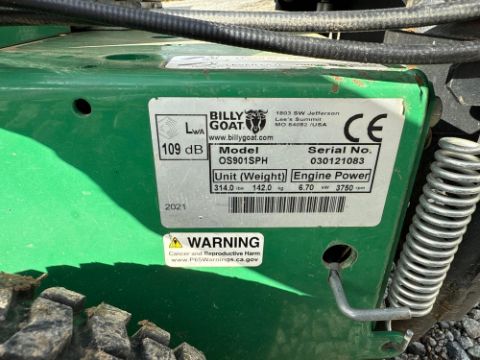 LWA
109 dB
BILLY
GOAT
www.billygoat.com
1803 SW Jefferson
Lee's Summit
MO 64082 /USA
CE
Model Serial No.
OS901SPH 030121083
Unit (Weight) Engine Power
314.0 lbs 142.0 kg 6.70 kW 3750 rpm
2021
WARNING
Cancer and Reproductive Harm
www.P65Warnings.ca.gov